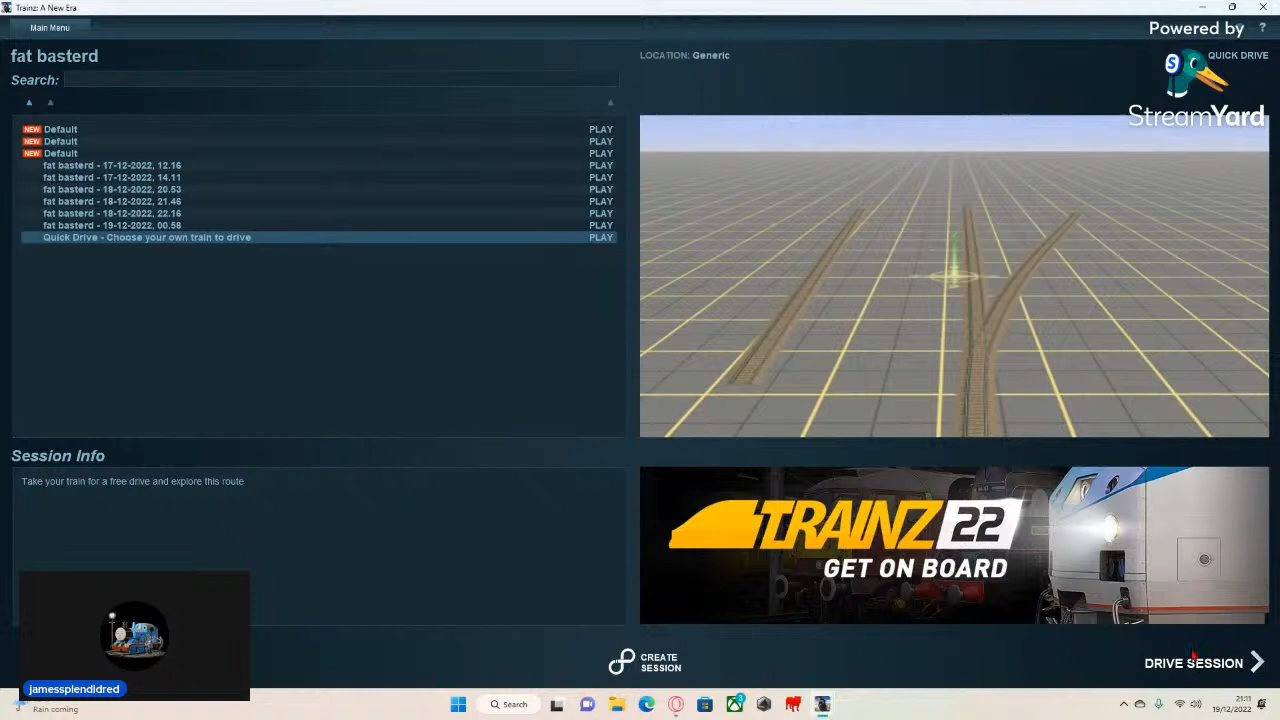 Trainz: A New Era
Main Menu
Powered by
?
fat basterd
LOCATION: Generic
QUICK DRIVE
Search:
S
StreamYard
NEW Default PLAY
NEW Default PLAY
NEW Default PLAY
fat basterd - 17-12-2022, 12.16 PLAY
fat basterd - 17-12-2022, 14.11 PLAY
fat basterd - 18-12-2022, 20.53 PLAY
fat basterd - 18-12-2022, 21.46 PLAY
fat basterd - 18-12-2022, 22.16 PLAY
fat basterd - 19-12-2022, 00.58 PLAY
Quick Drive - Choose your own train to drive PLAY
Session Info
Take your train for a free drive and explore this route
TRAINZ 22
GET ON BOARD
CREATE
SESSION
DRIVE SESSION
jamessplendidred
Rain coming
Search
3
21:11
19/12/2022